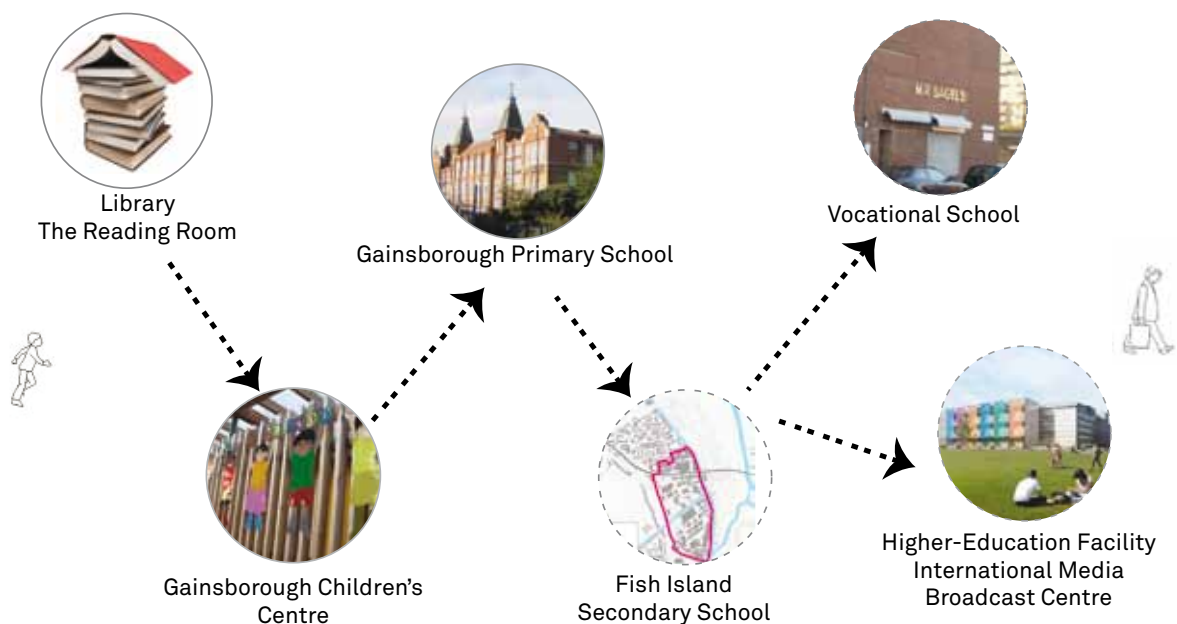 Library
The Reading Room
Gainsborough Primary School
M.R. BAGELS
Vocational School
Gainsborough Children's
Centre
Fish Island
Secondary School
Higher-Education Facility
International Media
Broadcast Centre